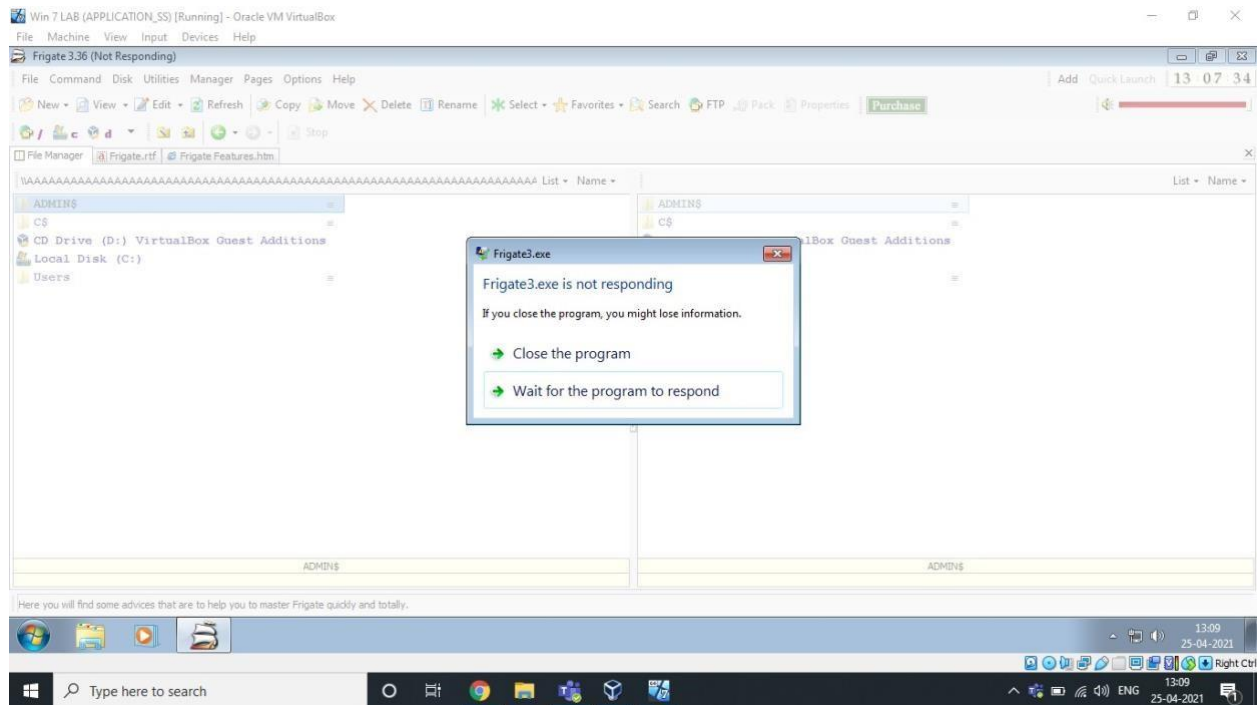 Win 7 LAB (APPLICATION_SS) [Running] - Oracle VM VirtualBox
File Machine View Input Devices Help
Frigate 3.36 (Not Responding)
File Command Disk Utilities Manager Pages Options Help Add Quick Launch 13 07 34
New View Edit Refresh Copy Move Delete Rename Select Favorites Search FTP Pack Properties Purchase
/ c d Stop
File Manager Frigate.rtf Frigate Features.htm
List Name List Name
ADMIN$ ADMIN$
C$ C$
CD Drive (D:) VirtualBox Guest Additions alBox Guest Additions
Local Disk (C:)
Users
Frigate3.exe
Frigate3.exe is not responding
If you close the program, you might lose information.
Close the program
Wait for the program to respond
ADMIN$ ADMIN$
Here you will find some advices that are to help you to master Frigate quickly and totally.
13:09
25-04-2021
Right Ctrl
Type here to search ENG 13:09
25-04-2021